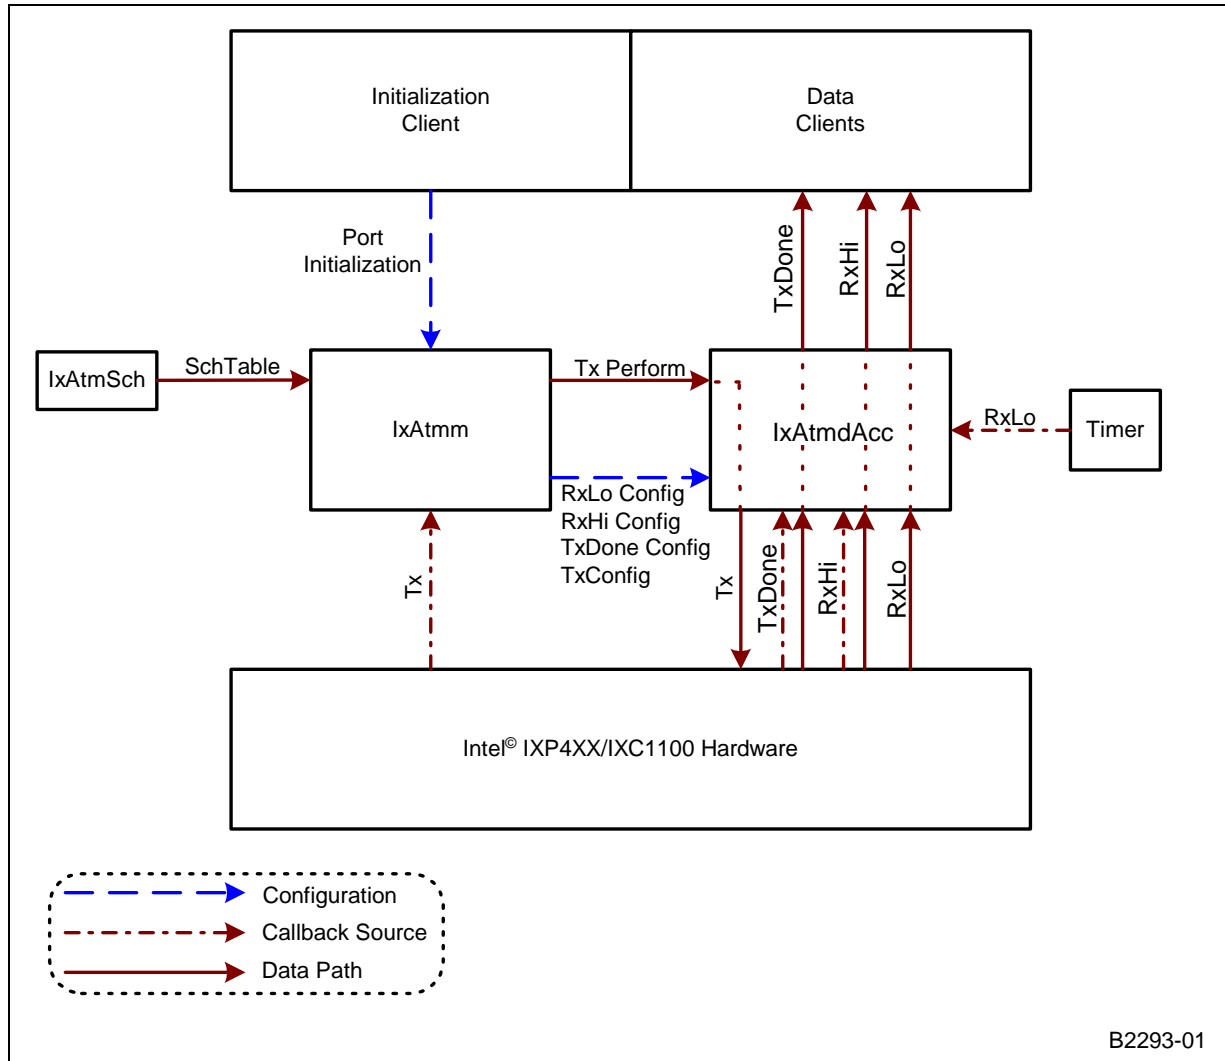 Initialization
Client
Data
Clients
Port
Initialization
TxDone
RxHi
RxLo
IxAtmSch
SchTable
IxAtmm
Tx Perform
IxAtmdAcc
RxLo
Timer
RxLo Config
RxHi Config
TxDone Config
TxConfig
Tx
Tx
TxDone
RxHi
RxLo
Intel© IXP4XX/IXC1100 Hardware
Configuration
Callback Source
Data Path
B2293-01